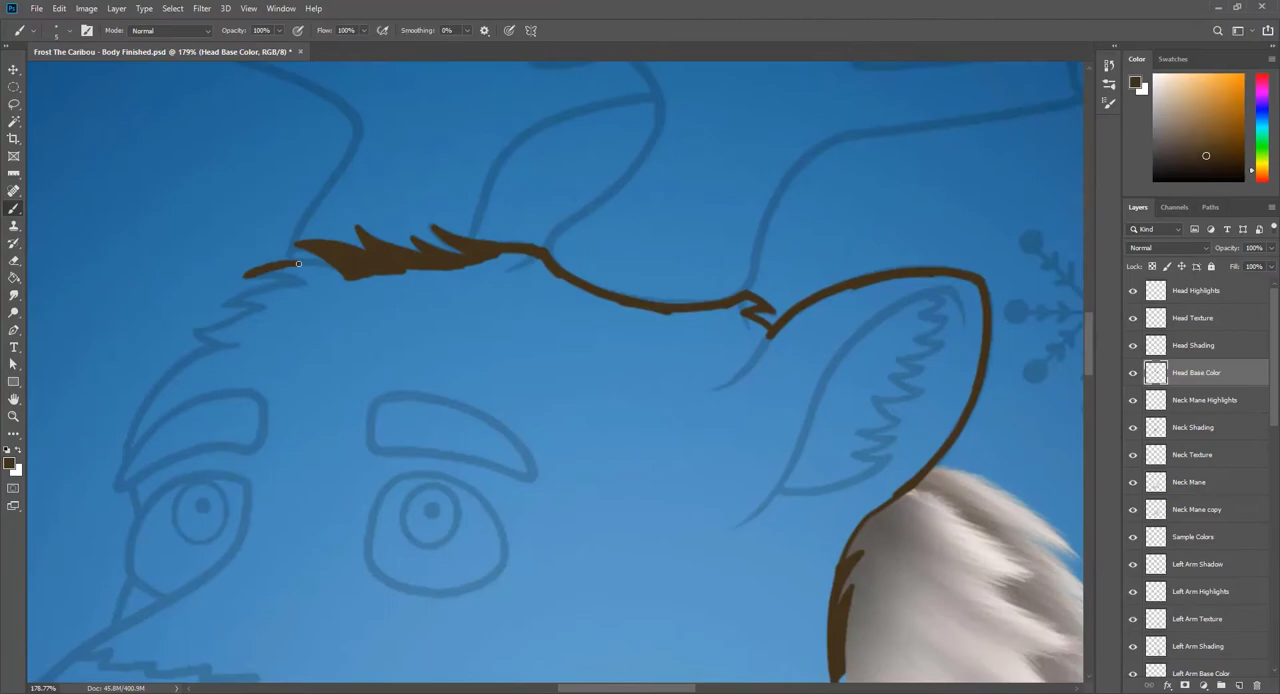 Ps File Edit Image Layer Type Select Filter 3D View Window Help
Mode: Normal Opacity: 100% Flow: 100% Smoothing: 0%
Frost The Caribou - Body Finished.psd @ 179% (Head Base Color, RGB/8) * ×
Color Swatches
Layers Channels Paths
Kind
Normal Opacity: 100%
Lock: Fill: 100%
Head Highlights
Head Texture
Head Shading
Head Base Color
Neck Mane Highlights
Neck Shading
Neck Texture
Neck Mane
Neck Mane copy
Sample Colors
Left Arm Shadow
Left Arm Highlights
Left Arm Texture
Left Arm Shading
Left Arm Base Color
178.77% Doc: 45.8M/400.9M